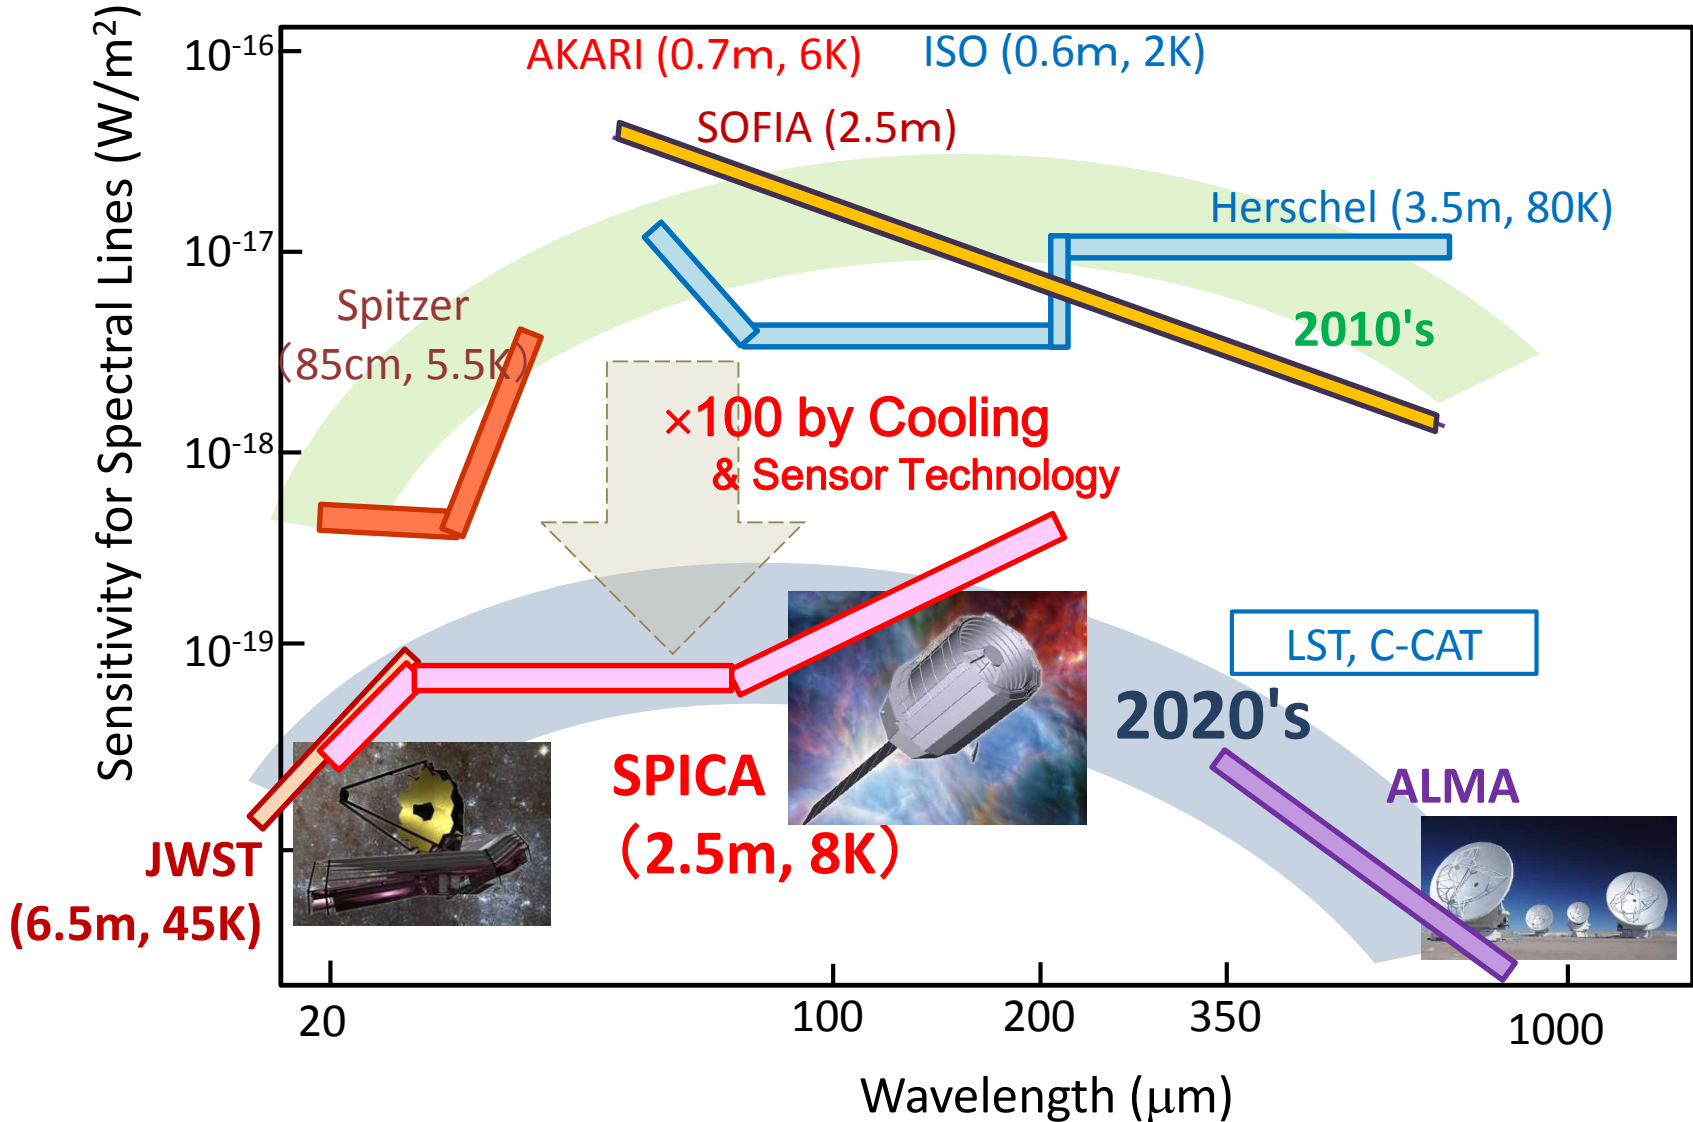 Sensitivity for Spectral Lines (W/m²)
10⁻¹⁶
10⁻¹⁷
10⁻¹⁸
10⁻¹⁹
AKARI (0.7m, 6K)
ISO (0.6m, 2K)
SOFIA (2.5m)
Herschel (3.5m, 80K)
Spitzer
(85cm, 5.5K)
2010's
×100 by Cooling
& Sensor Technology
LST, C-CAT
2020's
SPICA
(2.5m, 8K)
ALMA
JWST
(6.5m, 45K)
20
100
200
350
1000
Wavelength (μm)